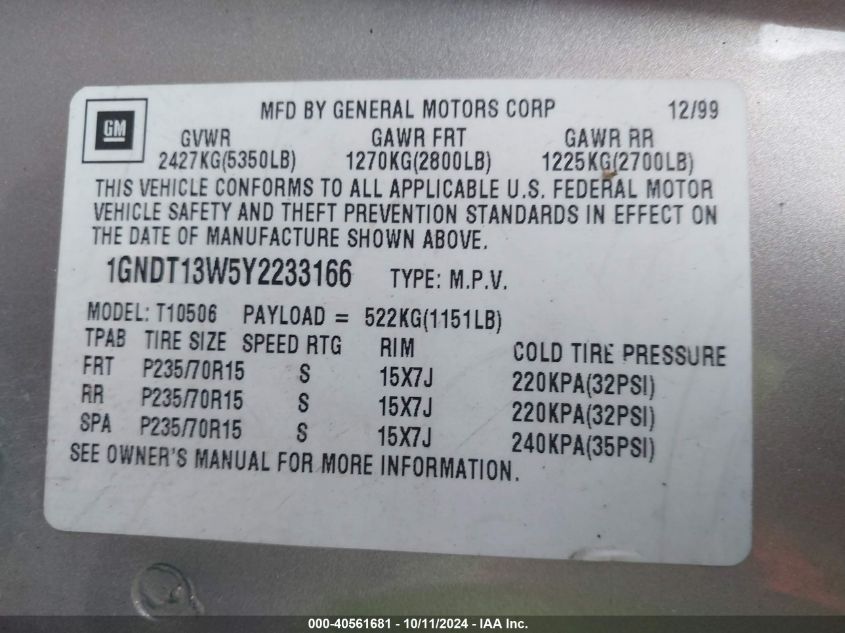 MFD BY GENERAL MOTORS CORP 12/99
GM
GVWR GAWR FRT GAWR RR
2427KG(5350LB) 1270KG(2800LB) 1225KG(2700LB)
THIS VEHICLE CONFORMS TO ALL APPLICABLE U.S. FEDERAL MOTOR
VEHICLE SAFETY AND THEFT PREVENTION STANDARDS IN EFFECT ON
THE DATE OF MANUFACTURE SHOWN ABOVE.
1GNDT13W5Y2233166 TYPE: M.P.V.
MODEL: T10506 PAYLOAD = 522KG(1151LB)
TPAB TIRE SIZE SPEED RTG RIM COLD TIRE PRESSURE
FRT P235/70R15 S 15X7J 220KPA(32PSI)
RR P235/70R15 S 15X7J 220KPA(32PSI)
SPA P235/70R15 S 15X7J 240KPA(35PSI)
SEE OWNER'S MANUAL FOR MORE INFORMATION.
000-40561681 - 10/11/2024 - IAA Inc.